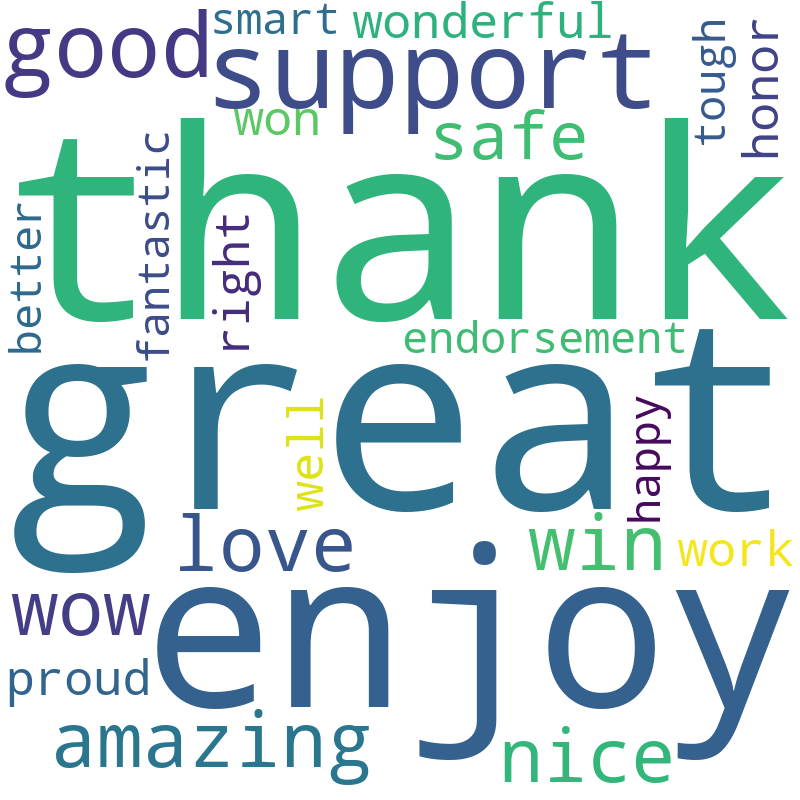 smart wonderful
good support
tough
honor
won safe
thank
fantastic
better
right
endorsement
great
well
happy
love win work
wow enjoy
proud
amazing nice